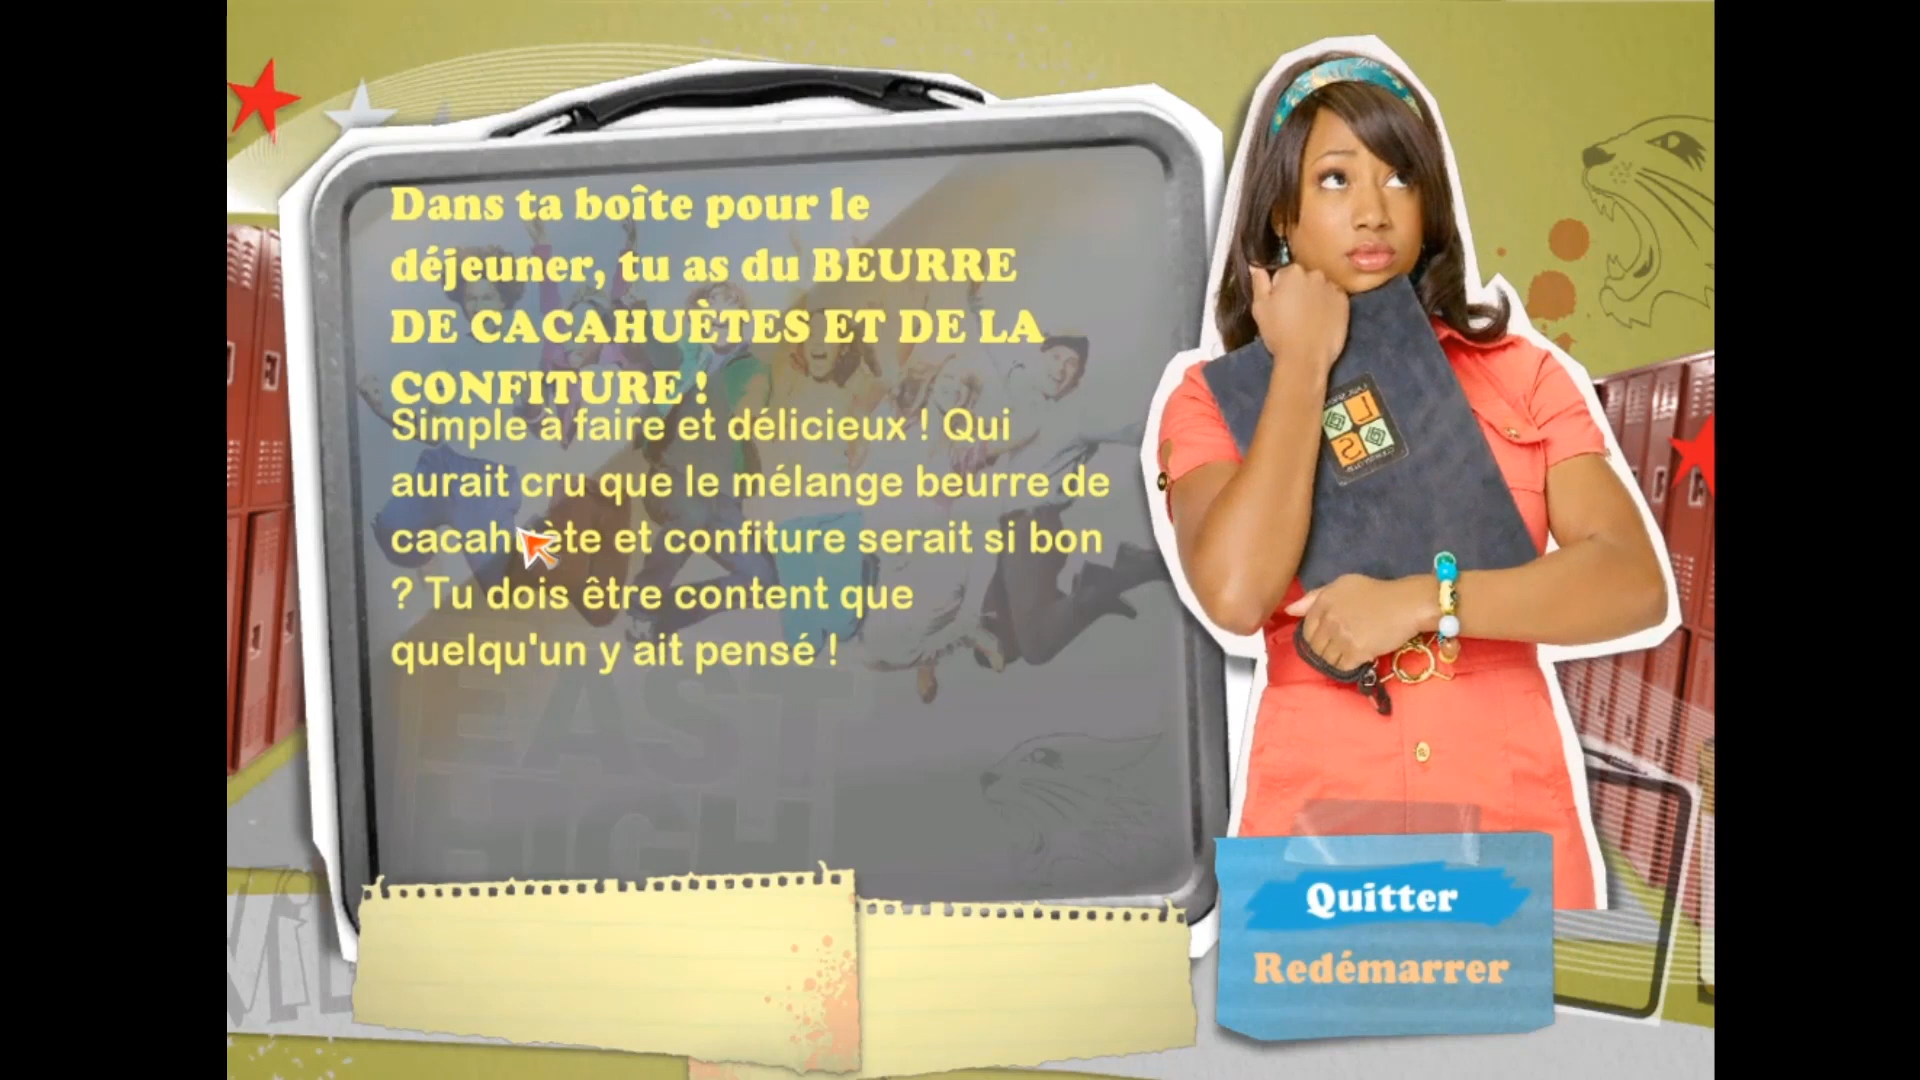 Dans ta boîte pour le
déjeuner, tu as du BEURRE
DE CACAHUÈTES ET DE LA
CONFITURE !
Simple à faire et délicieux ! Qui
aurait cru que le mélange beurre de
cacahuète et confiture serait si bon
? Tu dois être content que
quelqu'un y ait pensé !
EAST
HIGH
Quitter
Redémarrer